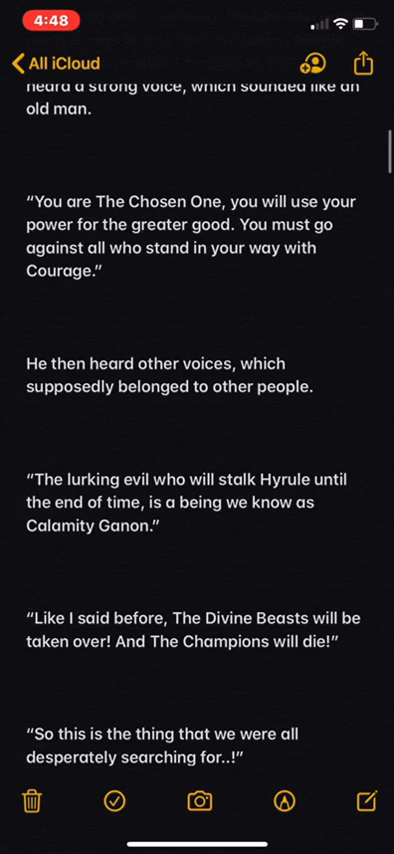 4:48
All iCloud
heard a strong voice, which sounded like an
old man.
“You are The Chosen One, you will use your
power for the greater good. You must go
against all who stand in your way with
Courage.”
He then heard other voices, which
supposedly belonged to other people.
“The lurking evil who will stalk Hyrule until
the end of time, is a being we know as
Calamity Ganon.”
“Like I said before, The Divine Beasts will be
taken over! And The Champions will die!”
“So this is the thing that we were all
desperately searching for..!”